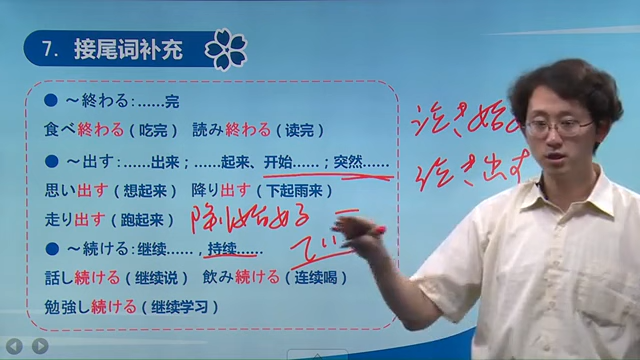 7. 接尾词补充
● ～終わる：……完
食べ終わる（吃完） 読み終わる（读完）
● ～出す：……出来；……起来、开始……；突然……
思い出す（想起来） 降り出す（下起雨来）
走り出す（跑起来） 降り始める
● ～続ける：继续……，持续……
てい
話し続ける（继续说） 飲み続ける（连续喝）
勉強し続ける（继续学习）
泣き始
泣き出す